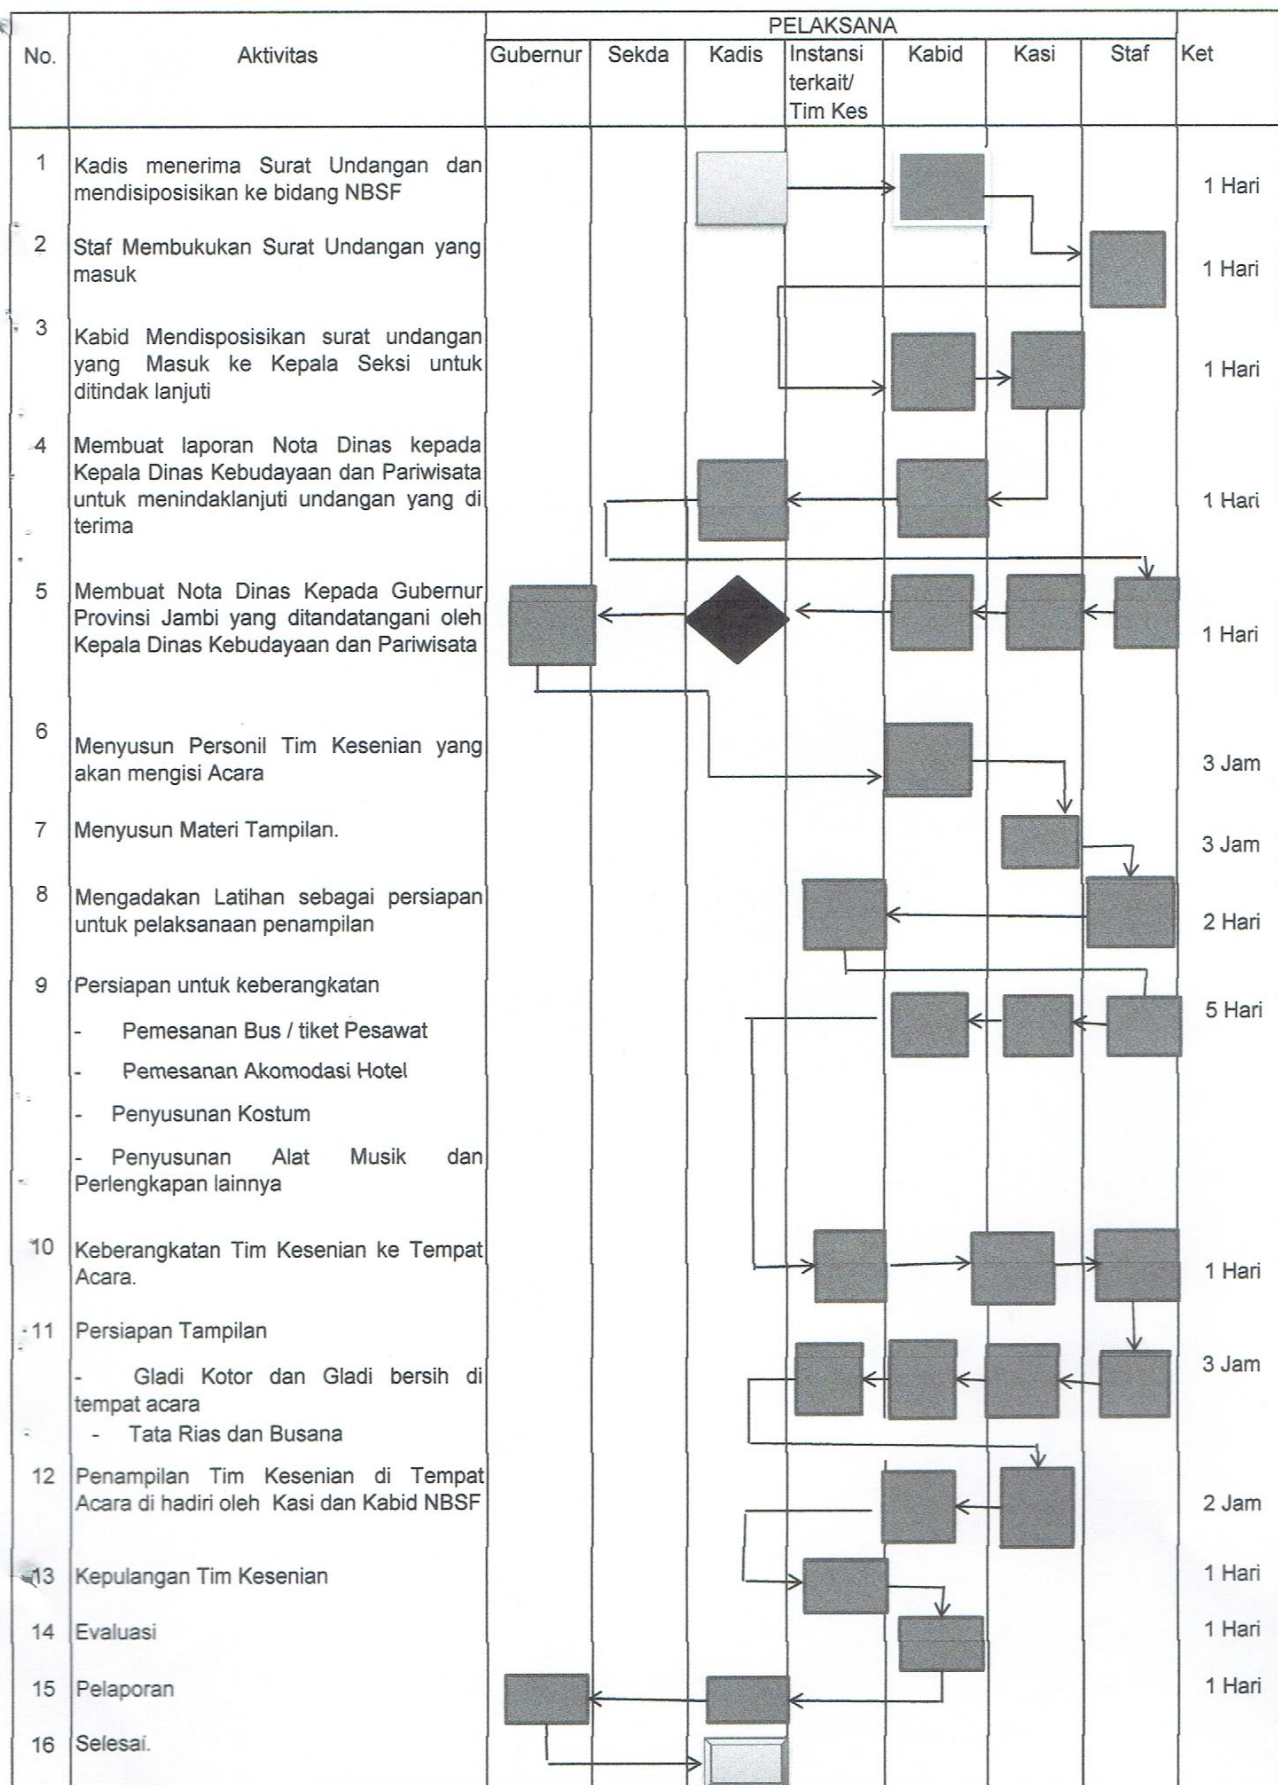 PELAKSANA
No. Aktivitas Gubernur Sekda Kadis Instansi Kabid Kasi Staf Ket
terkait/
Tim Kes
1 Kadis menerima Surat Undangan dan
mendisiposisikan ke bidang NBSF 1 Hari
2 Staf Membukukan Surat Undangan yang
masuk 1 Hari
3 Kabid Mendisposisikan surat undangan
yang Masuk ke Kepala Seksi untuk 1 Hari
ditindak lanjuti
4 Membuat laporan Nota Dinas kepada
Kepala Dinas Kebudayaan dan Pariwisata
untuk menindaklanjuti undangan yang di 1 Hari
terima
5 Membuat Nota Dinas Kepada Gubernur
Provinsi Jambi yang ditandatangani oleh
Kepala Dinas Kebudayaan dan Pariwisata 1 Hari
6 Menyusun Personil Tim Kesenian yang
akan mengisi Acara 3 Jam
7 Menyusun Materi Tampilan. 3 Jam
8 Mengadakan Latihan sebagai persiapan
untuk pelaksanaan penampilan 2 Hari
9 Persiapan untuk keberangkatan 5 Hari
- Pemesanan Bus / tiket Pesawat
- Pemesanan Akomodasi Hotel
- Penyusunan Kostum
- Penyusunan Alat Musik dan
Perlengkapan lainnya
10 Keberangkatan Tim Kesenian ke Tempat
Acara. 1 Hari
11 Persiapan Tampilan
- Gladi Kotor dan Gladi bersih di 3 Jam
tempat acara
- Tata Rias dan Busana
12 Penampilan Tim Kesenian di Tempat
Acara di hadiri oleh Kasi dan Kabid NBSF 2 Jam
13 Kepulangan Tim Kesenian 1 Hari
14 Evaluasi 1 Hari
15 Pelaporan 1 Hari
16 Selesai.